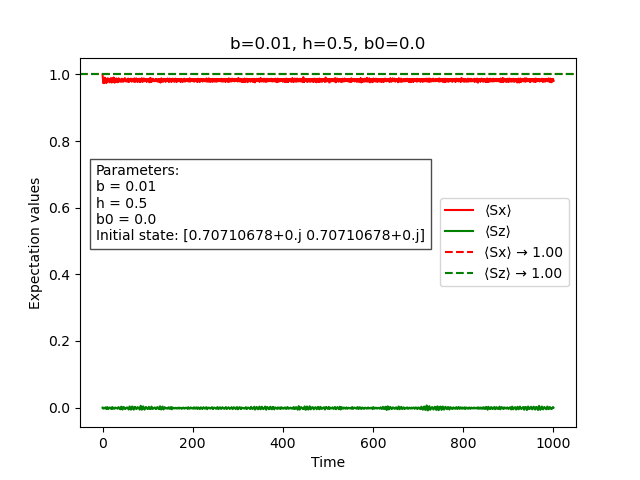 b=0.01, h=0.5, b0=0.0
Expectation values
1.0
0.8
0.6
0.4
0.2
0.0
Parameters:
b = 0.01
h = 0.5
b0 = 0.0
Initial state: [0.70710678+0.j 0.70710678+0.j]
⟨Sx⟩
⟨Sz⟩
⟨Sx⟩ → 1.00
⟨Sz⟩ → 1.00
0 200 400 600 800 1000
Time